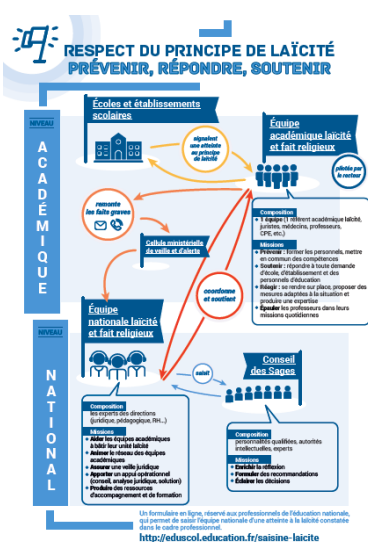 RESPECT DU PRINCIPE DE LAÏCITÉ
PRÉVENIR, RÉPONDRE, SOUTENIR
NIVEAU
ACADÉMIQUE
Écoles et établissements
scolaires
signalent
une atteinte
au principe
de laïcité
Équipe
académique laïcité
et fait religieux
pilotée par
le recteur
Composition
1 équipe (1 référent académique laïcité,
juristes, médecins, professeurs,
CPE, etc.)
Missions
Prévenir : former les personnels, mettre
en commun des compétences
Soutenir : répondre à toute demande
d'école, d'établissement et des
personnels d'éducation
Réagir : se rendre sur place, proposer des
mesures adaptées à la situation et
produire une expertise
Épauler les professeurs dans leurs
missions quotidiennes
remonte
les faits graves
Cellule ministérielle
de veille et d'alerte
coordonne
et soutient
NIVEAU
NATIONAL
Équipe
nationale laïcité
et fait religieux
Composition
les experts des directions
(juridique, pédagogique, RH...)
Missions
Aider les équipes académiques
à bâtir leur unité laïcité
Animer le réseau des équipes
académiques
Assurer une veille juridique
Apporter un appui opérationnel
(conseil, analyse juridique, solution)
Produire des ressources
d'accompagnement et de formation
saisit
Conseil
des Sages
Composition
personnalités qualifiées, autorités
intellectuelles, experts
Missions
Enrichir la réflexion
Formuler des recommandations
Éclairer les décisions
Un formulaire en ligne, réservé aux professionnels de l'éducation nationale,
qui permet de saisir l'équipe nationale d'une atteinte à la laïcité constatée
dans le cadre professionnel.
http://eduscol.education.fr/saisine-laicite